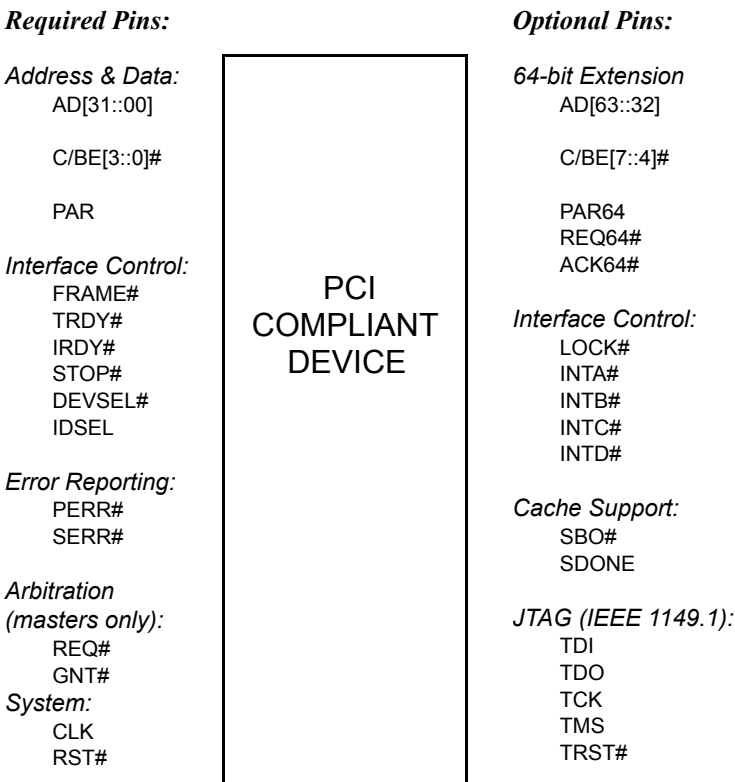 Required Pins:
Address & Data:
AD[31::00]
C/BE[3::0]#
PAR
Interface Control:
FRAME#
TRDY#
IRDY#
STOP#
DEVSEL#
IDSEL
Error Reporting:
PERR#
SERR#
Arbitration
(masters only):
REQ#
GNT#
System:
CLK
RST#
PCI
COMPLIANT
DEVICE
Optional Pins:
64-bit Extension
AD[63::32]
C/BE[7::4]#
PAR64
REQ64#
ACK64#
Interface Control:
LOCK#
INTA#
INTB#
INTC#
INTD#
Cache Support:
SBO#
SDONE
JTAG (IEEE 1149.1):
TDI
TDO
TCK
TMS
TRST#